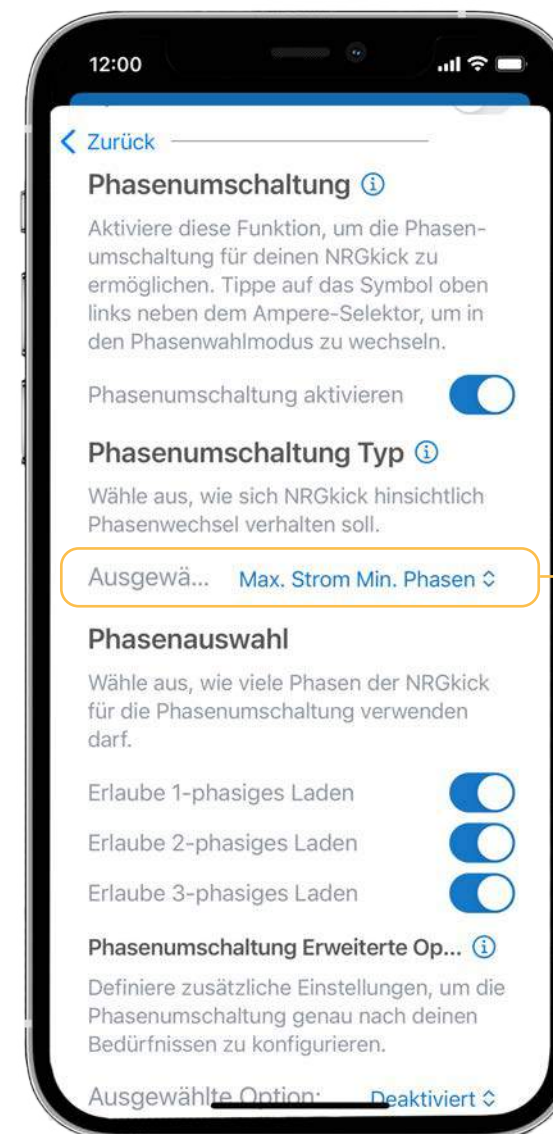 12:00
Zurück
Phasenumschaltung
Aktiviere diese Funktion, um die Phasen-
umschaltung für deinen NRGkick zu
ermöglichen. Tippe auf das Symbol oben
links neben dem Ampere-Selektor, um in
den Phasenwahlmodus zu wechseln.
Phasenumschaltung aktivieren
Phasenumschaltung Typ
Wähle aus, wie sich NRGkick hinsichtlich
Phasenwechsel verhalten soll.
Ausgewä... Max. Strom Min. Phasen
Phasenauswahl
Wähle aus, wie viele Phasen der NRGkick
für die Phasenumschaltung verwenden
darf.
Erlaube 1-phasiges Laden
Erlaube 2-phasiges Laden
Erlaube 3-phasiges Laden
Phasenumschaltung Erweiterte Op...
Definiere zusätzliche Einstellungen, um die
Phasenumschaltung genau nach deinen
Bedürfnissen zu konfigurieren.
Ausgewählte Option: Deaktiviert